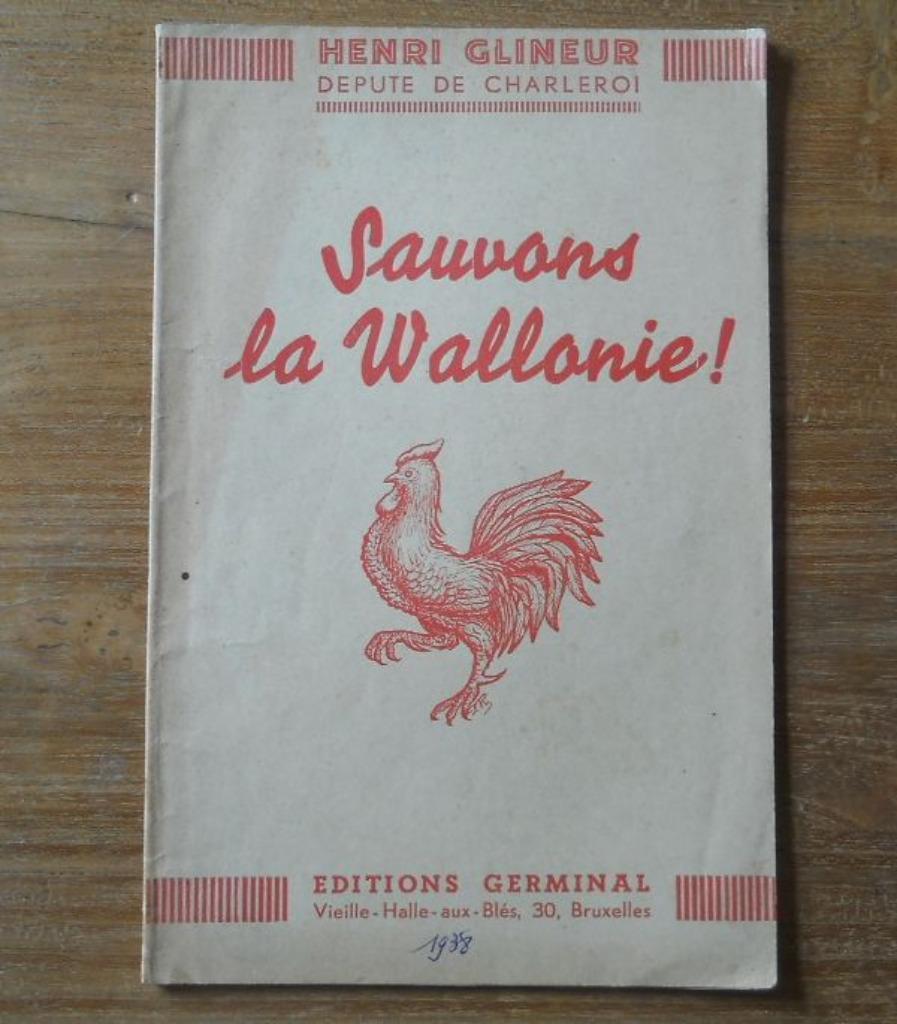 HENRI GLINEUR
DEPUTE DE CHARLEROI
Sauvons
la Wallonie!
EDITIONS GERMINAL
Vieille-Halle-aux-Blés, 30, Bruxelles
1938